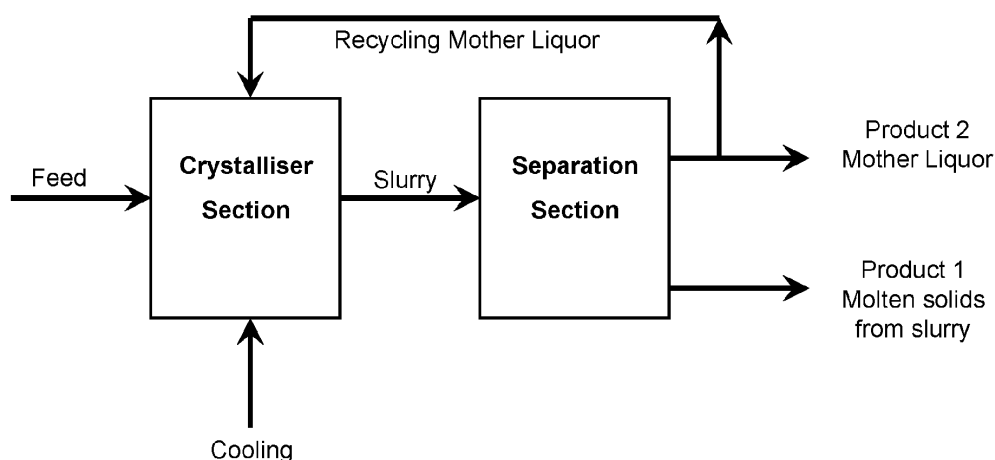 Recycling Mother Liquor
Feed
Crystalliser
Section
Slurry
Separation
Section
Product 2
Mother Liquor
Product 1
Molten solids
from slurry
Cooling